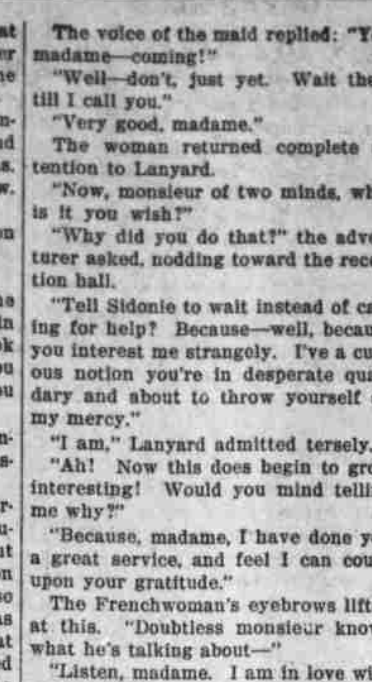 The voice of the maid replied: "Y
madame—coming!"
"Well—don't, just yet. Wait the
till I call you."
"Very good, madame."
The woman returned complete
tention to Lanyard.
"Now, monsieur of two minds, wh
is it you wish?"
"Why did you do that?" the adve
turer asked, nodding toward the rece
tion hall.
"Tell Sidonie to wait instead of ca
ing for help? Because—well, becau
you interest me strangely. I've a cu
ous notion you're in desperate qua
dary and about to throw yourself
my mercy."
"I am," Lanyard admitted tersely.
"Ah! Now this does begin to gro
interesting! Would you mind telli
me why?"
"Because, madame, I have done y
a great service, and feel I can cou
upon your gratitude."
The Frenchwoman's eyebrows lift
at this. "Doubtless monsieur know
what he's talking about—"
"Listen, madame. I am in love wi